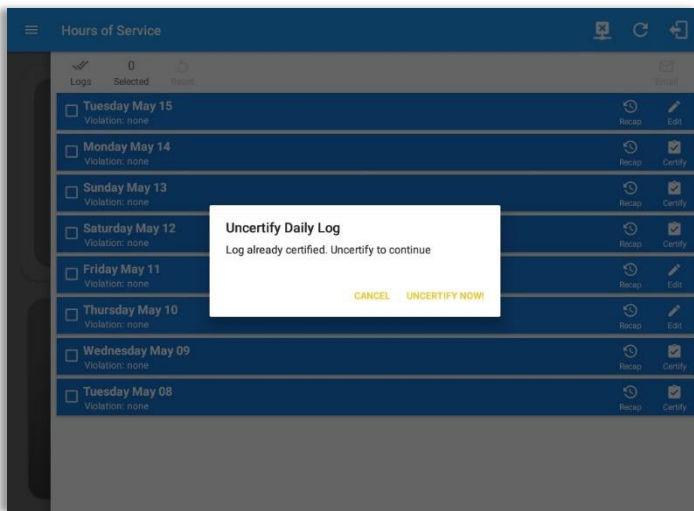 Hours of Service
0
Logs Selected Reset Email
Tuesday May 15
Violation: none
Recap Edit
Monday May 14
Violation: none
Recap Certify
Sunday May 13
Violation: none
Recap Certify
Saturday May 12
Violation: none
Recap Certify
Friday May 11
Violation: none
Recap Edit
Thursday May 10
Violation: none
Recap Edit
Wednesday May 09
Violation: none
Recap Certify
Tuesday May 08
Violation: none
Recap Certify
Uncertify Daily Log
Log already certified. Uncertify to continue
CANCEL UNCERTIFY NOW!